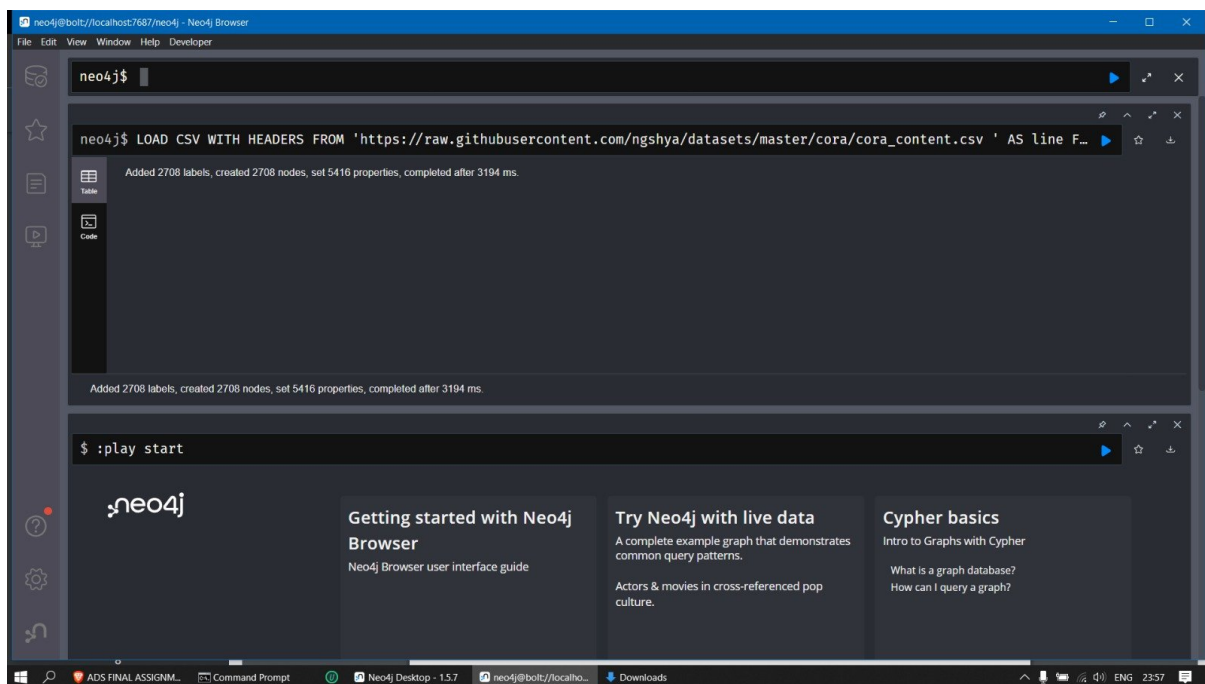 neo4j@bolt://localhost:7687/neo4j - Neo4j Browser
File Edit View Window Help Developer
neo4j$
neo4j$ LOAD CSV WITH HEADERS FROM 'https://raw.githubusercontent.com/ngshya/datasets/master/cora/cora_content.csv ' AS line F…
Table
Added 2708 labels, created 2708 nodes, set 5416 properties, completed after 3194 ms.
Code
Added 2708 labels, created 2708 nodes, set 5416 properties, completed after 3194 ms.
$ :play start
neo4j
Getting started with Neo4j
Browser
Neo4j Browser user interface guide
Try Neo4j with live data
A complete example graph that demonstrates
common query patterns.
Actors & movies in cross-referenced pop
culture.
Cypher basics
Intro to Graphs with Cypher
What is a graph database?
How can I query a graph?
ADS FINAL ASSIGNM...
Command Prompt
Neo4j Desktop - 1.5.7
neo4j@bolt://localho...
Downloads
ENG 23:57